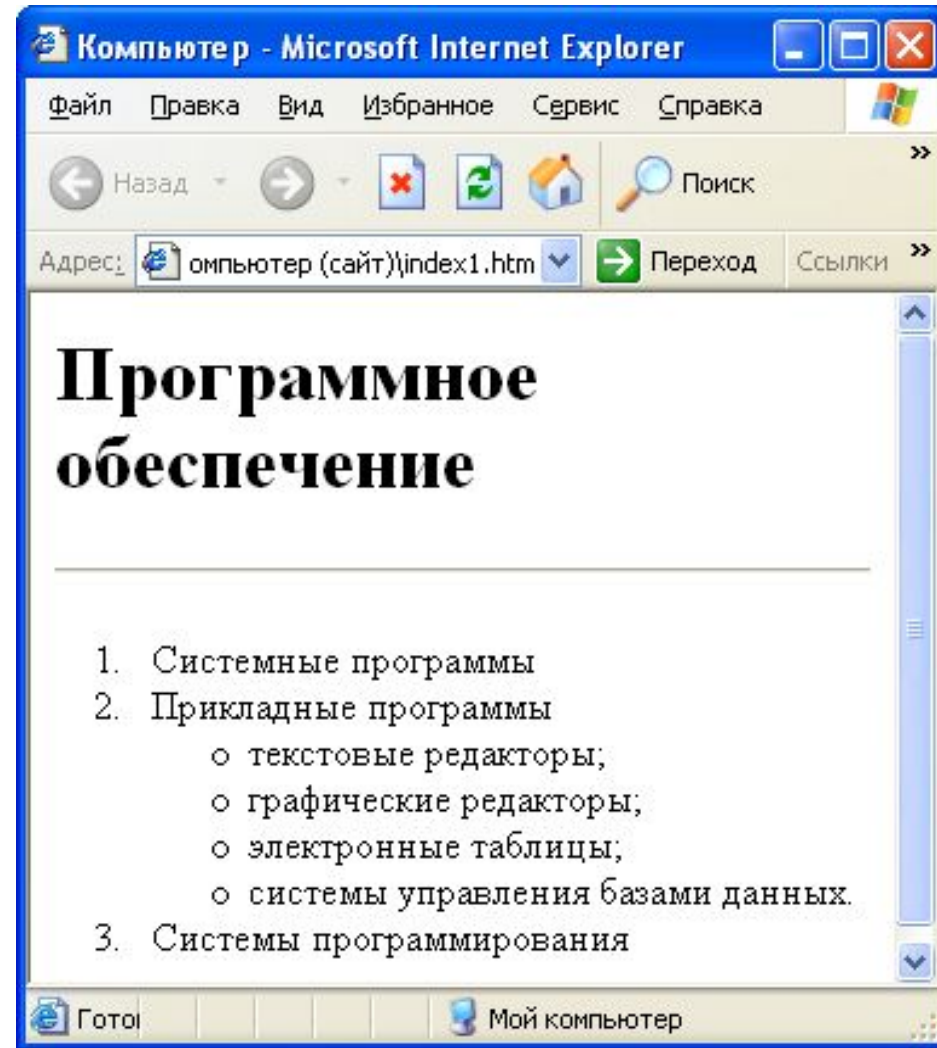 Компьютер - Microsoft Internet Explorer
Файл Правка Вид Избранное Сервис Справка
Назад Поиск »
Адрес: омпьютер (сайт)\index1.htm Переход Ссылки »
Программное
обеспечение
1. Системные программы
2. Прикладные программы
o текстовые редакторы;
o графические редакторы;
o электронные таблицы;
o системы управления базами данных.
3. Системы программирования
Гото Мой компьютер